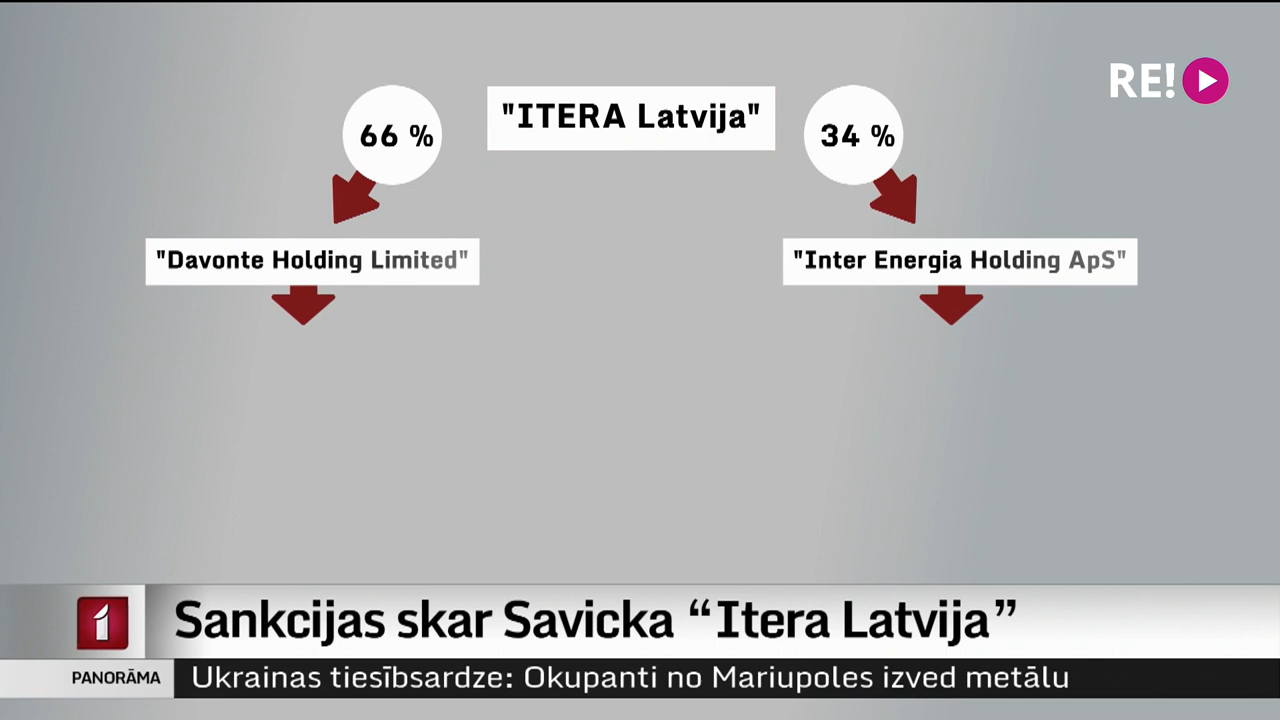 RE!
"ITERA Latvija"
66 %
34 %
"Davonte Holding Limited"
"Inter Energia Holding ApS"
1
Sankcijas skar Savicka “Itera Latvija”
PANORĀMA
Ukrainas tiesībsardze: Okupanti no Mariupoles izved metālu